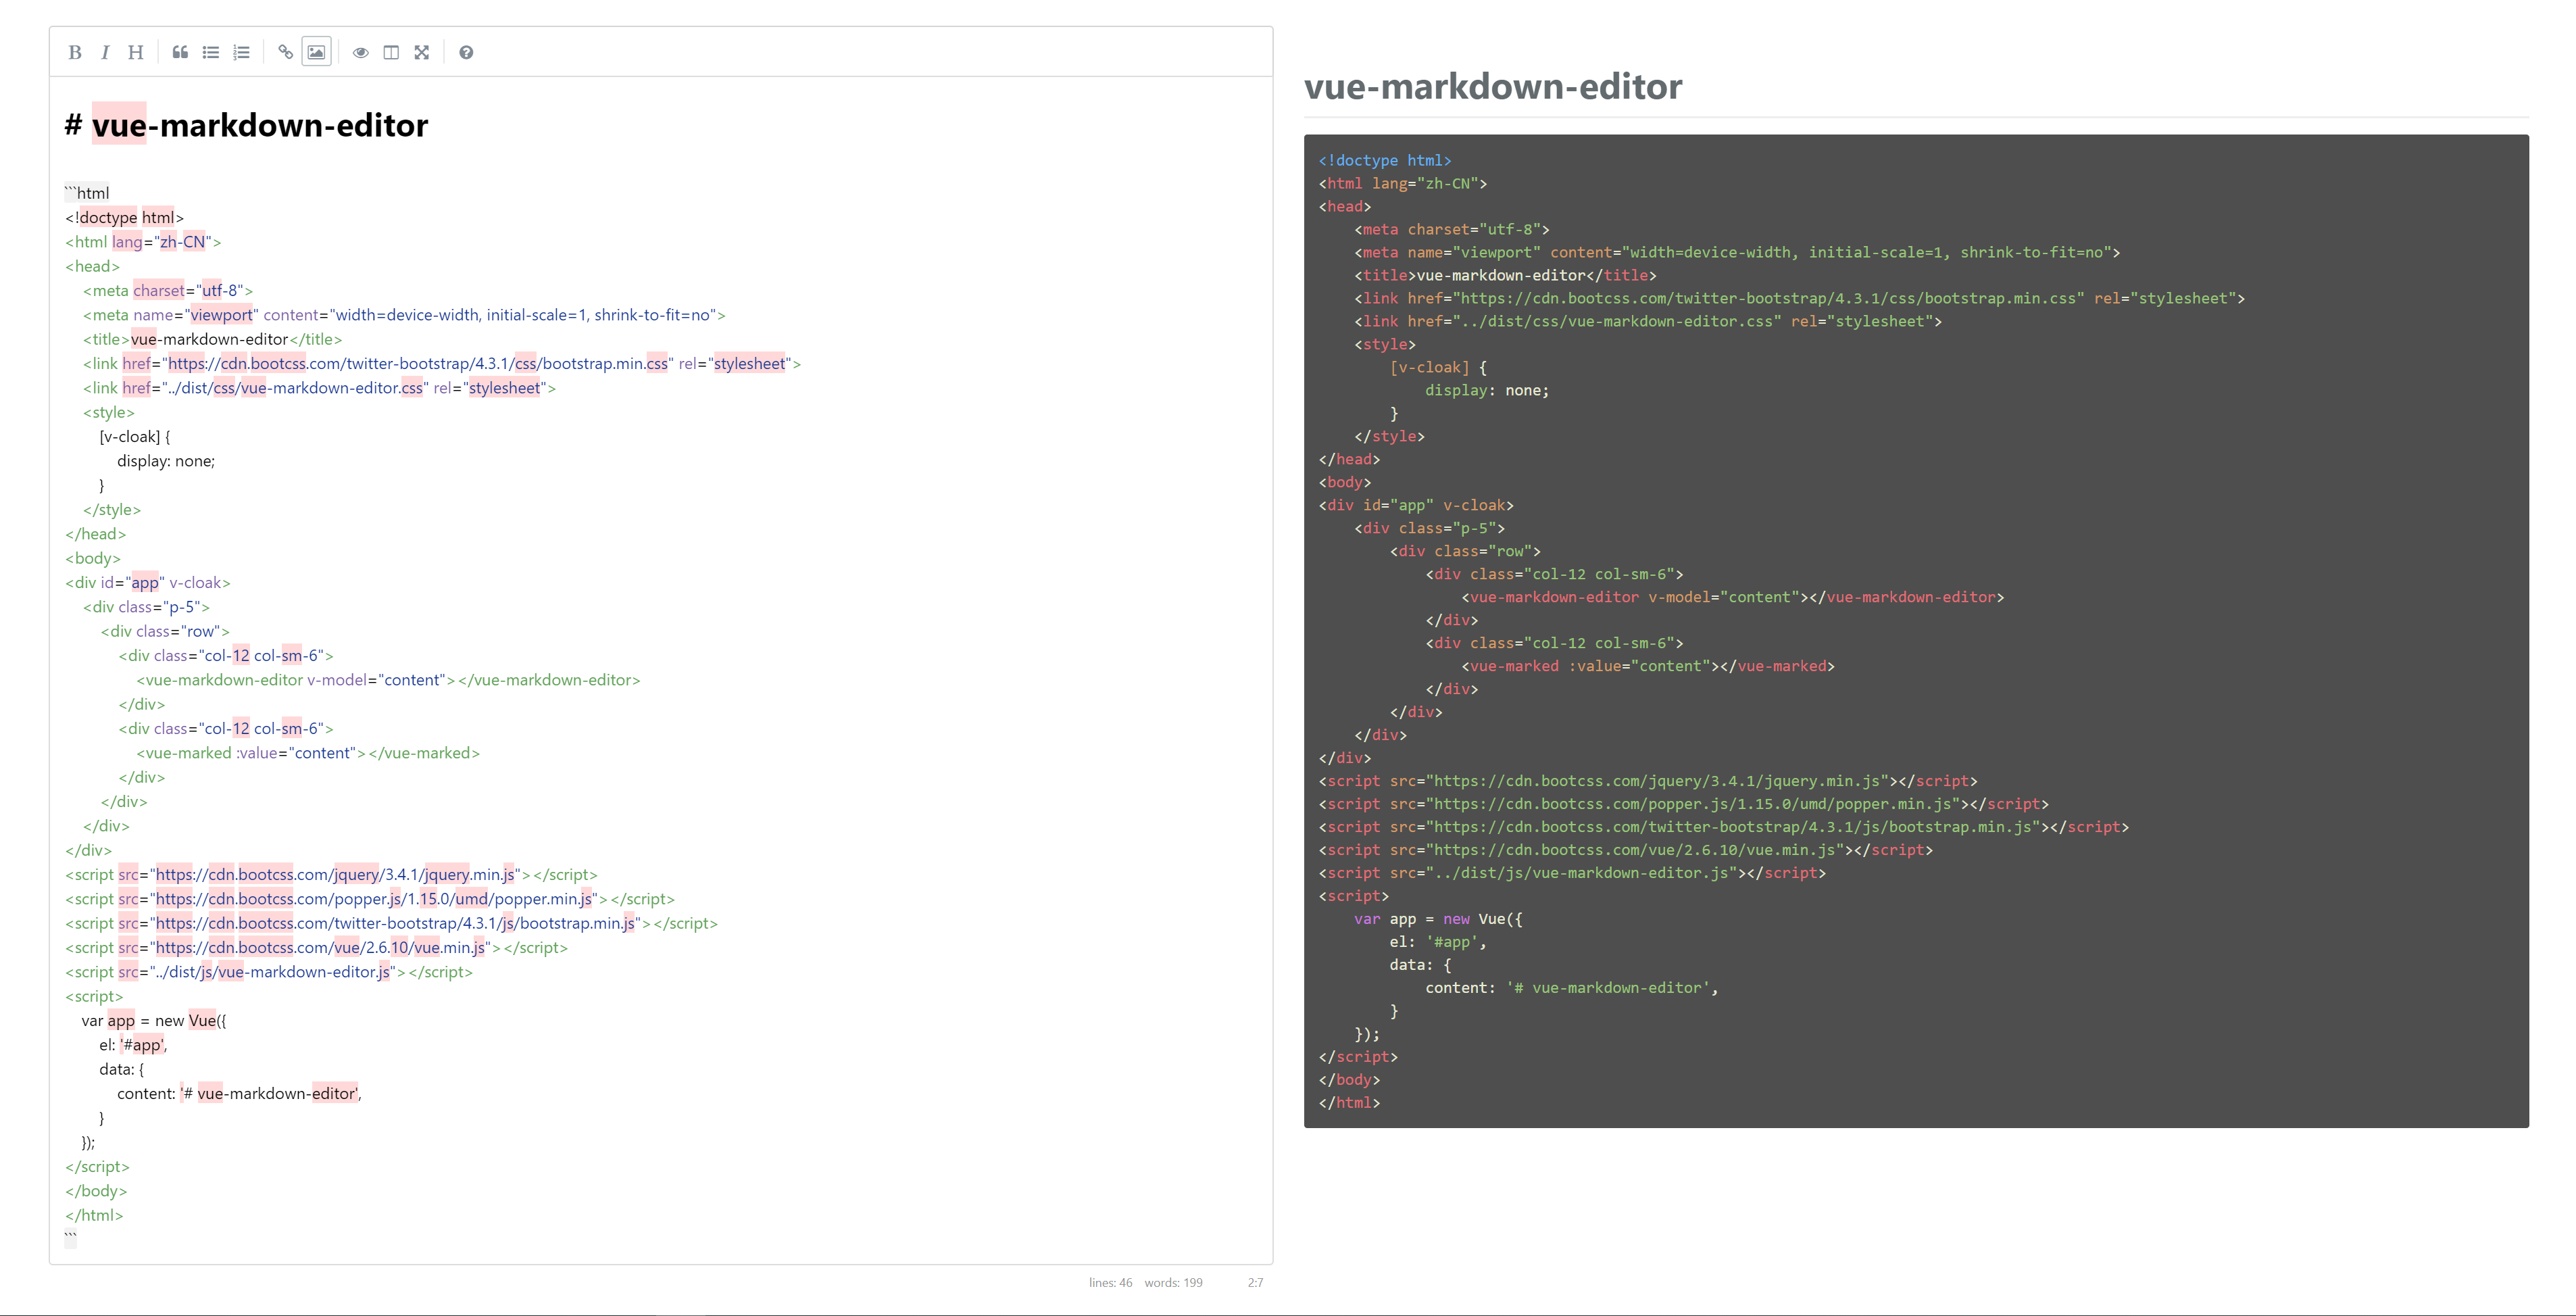 B I H
# vue-markdown-editor
```html
<!doctype html>
<html lang="zh-CN">
<head>
    <meta charset="utf-8">
    <meta name="viewport" content="width=device-width, initial-scale=1, shrink-to-fit=no">
    <title>vue-markdown-editor</title>
    <link href="https://cdn.bootcss.com/twitter-bootstrap/4.3.1/css/bootstrap.min.css" rel="stylesheet">
    <link href="../dist/css/vue-markdown-editor.css" rel="stylesheet">
    <style>
        [v-cloak] {
            display: none;
        }
    </style>
</head>
<body>
<div id="app" v-cloak>
    <div class="p-5">
        <div class="row">
            <div class="col-12 col-sm-6">
                <vue-markdown-editor v-model="content"></vue-markdown-editor>
            </div>
            <div class="col-12 col-sm-6">
                <vue-marked :value="content"></vue-marked>
            </div>
        </div>
    </div>
</div>
<script src="https://cdn.bootcss.com/jquery/3.4.1/jquery.min.js"></script>
<script src="https://cdn.bootcss.com/popper.js/1.15.0/umd/popper.min.js"></script>
<script src="https://cdn.bootcss.com/twitter-bootstrap/4.3.1/js/bootstrap.min.js"></script>
<script src="https://cdn.bootcss.com/vue/2.6.10/vue.min.js"></script>
<script src="../dist/js/vue-markdown-editor.js"></script>
<script>
    var app = new Vue({
        el: '#app',
        data: {
            content: '# vue-markdown-editor',
        }
    });
</script>
</body>
</html>
```
lines: 46 words: 199 2:7
vue-markdown-editor
<!doctype html>
<html lang="zh-CN">
<head>
    <meta charset="utf-8">
    <meta name="viewport" content="width=device-width, initial-scale=1, shrink-to-fit=no">
    <title>vue-markdown-editor</title>
    <link href="https://cdn.bootcss.com/twitter-bootstrap/4.3.1/css/bootstrap.min.css" rel="stylesheet">
    <link href="../dist/css/vue-markdown-editor.css" rel="stylesheet">
    <style>
        [v-cloak] {
            display: none;
        }
    </style>
</head>
<body>
<div id="app" v-cloak>
    <div class="p-5">
        <div class="row">
            <div class="col-12 col-sm-6">
                <vue-markdown-editor v-model="content"></vue-markdown-editor>
            </div>
            <div class="col-12 col-sm-6">
                <vue-marked :value="content"></vue-marked>
            </div>
        </div>
    </div>
</div>
<script src="https://cdn.bootcss.com/jquery/3.4.1/jquery.min.js"></script>
<script src="https://cdn.bootcss.com/popper.js/1.15.0/umd/popper.min.js"></script>
<script src="https://cdn.bootcss.com/twitter-bootstrap/4.3.1/js/bootstrap.min.js"></script>
<script src="https://cdn.bootcss.com/vue/2.6.10/vue.min.js"></script>
<script src="../dist/js/vue-markdown-editor.js"></script>
<script>
    var app = new Vue({
        el: '#app',
        data: {
            content: '# vue-markdown-editor',
        }
    });
</script>
</body>
</html>